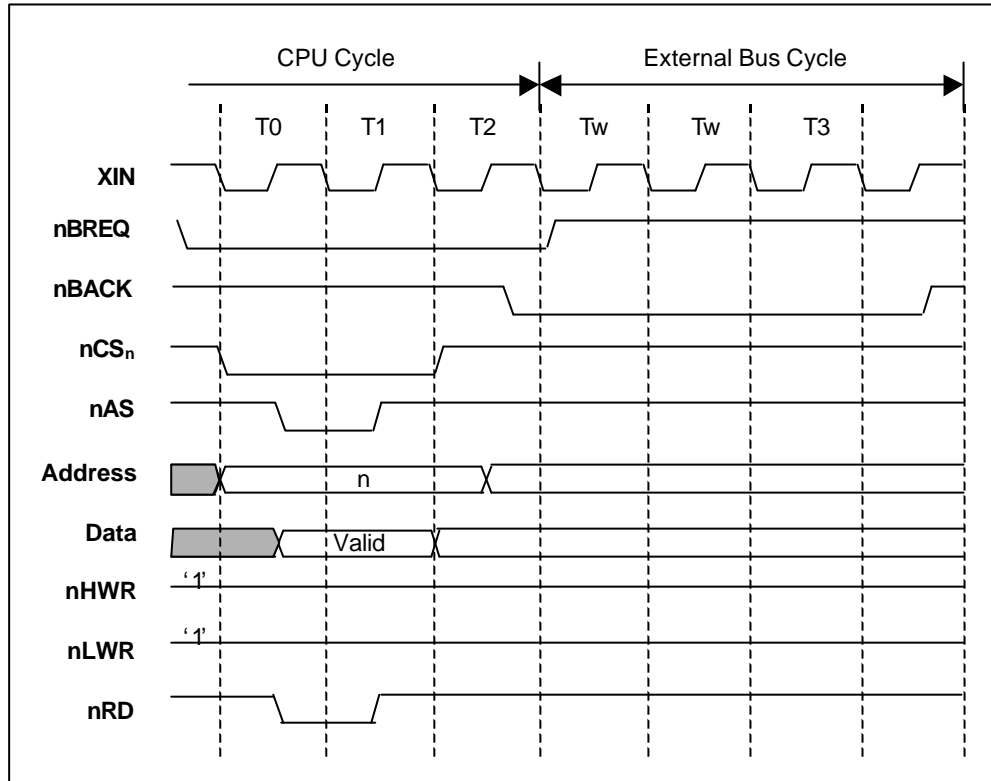 CPU Cycle External Bus Cycle
T0 T1 T2 Tw Tw T3
XIN
nBREQ
nBACK
nCSn
nAS
Address n
Data Valid
nHWR ‘1’
nLWR ‘1’
nRD